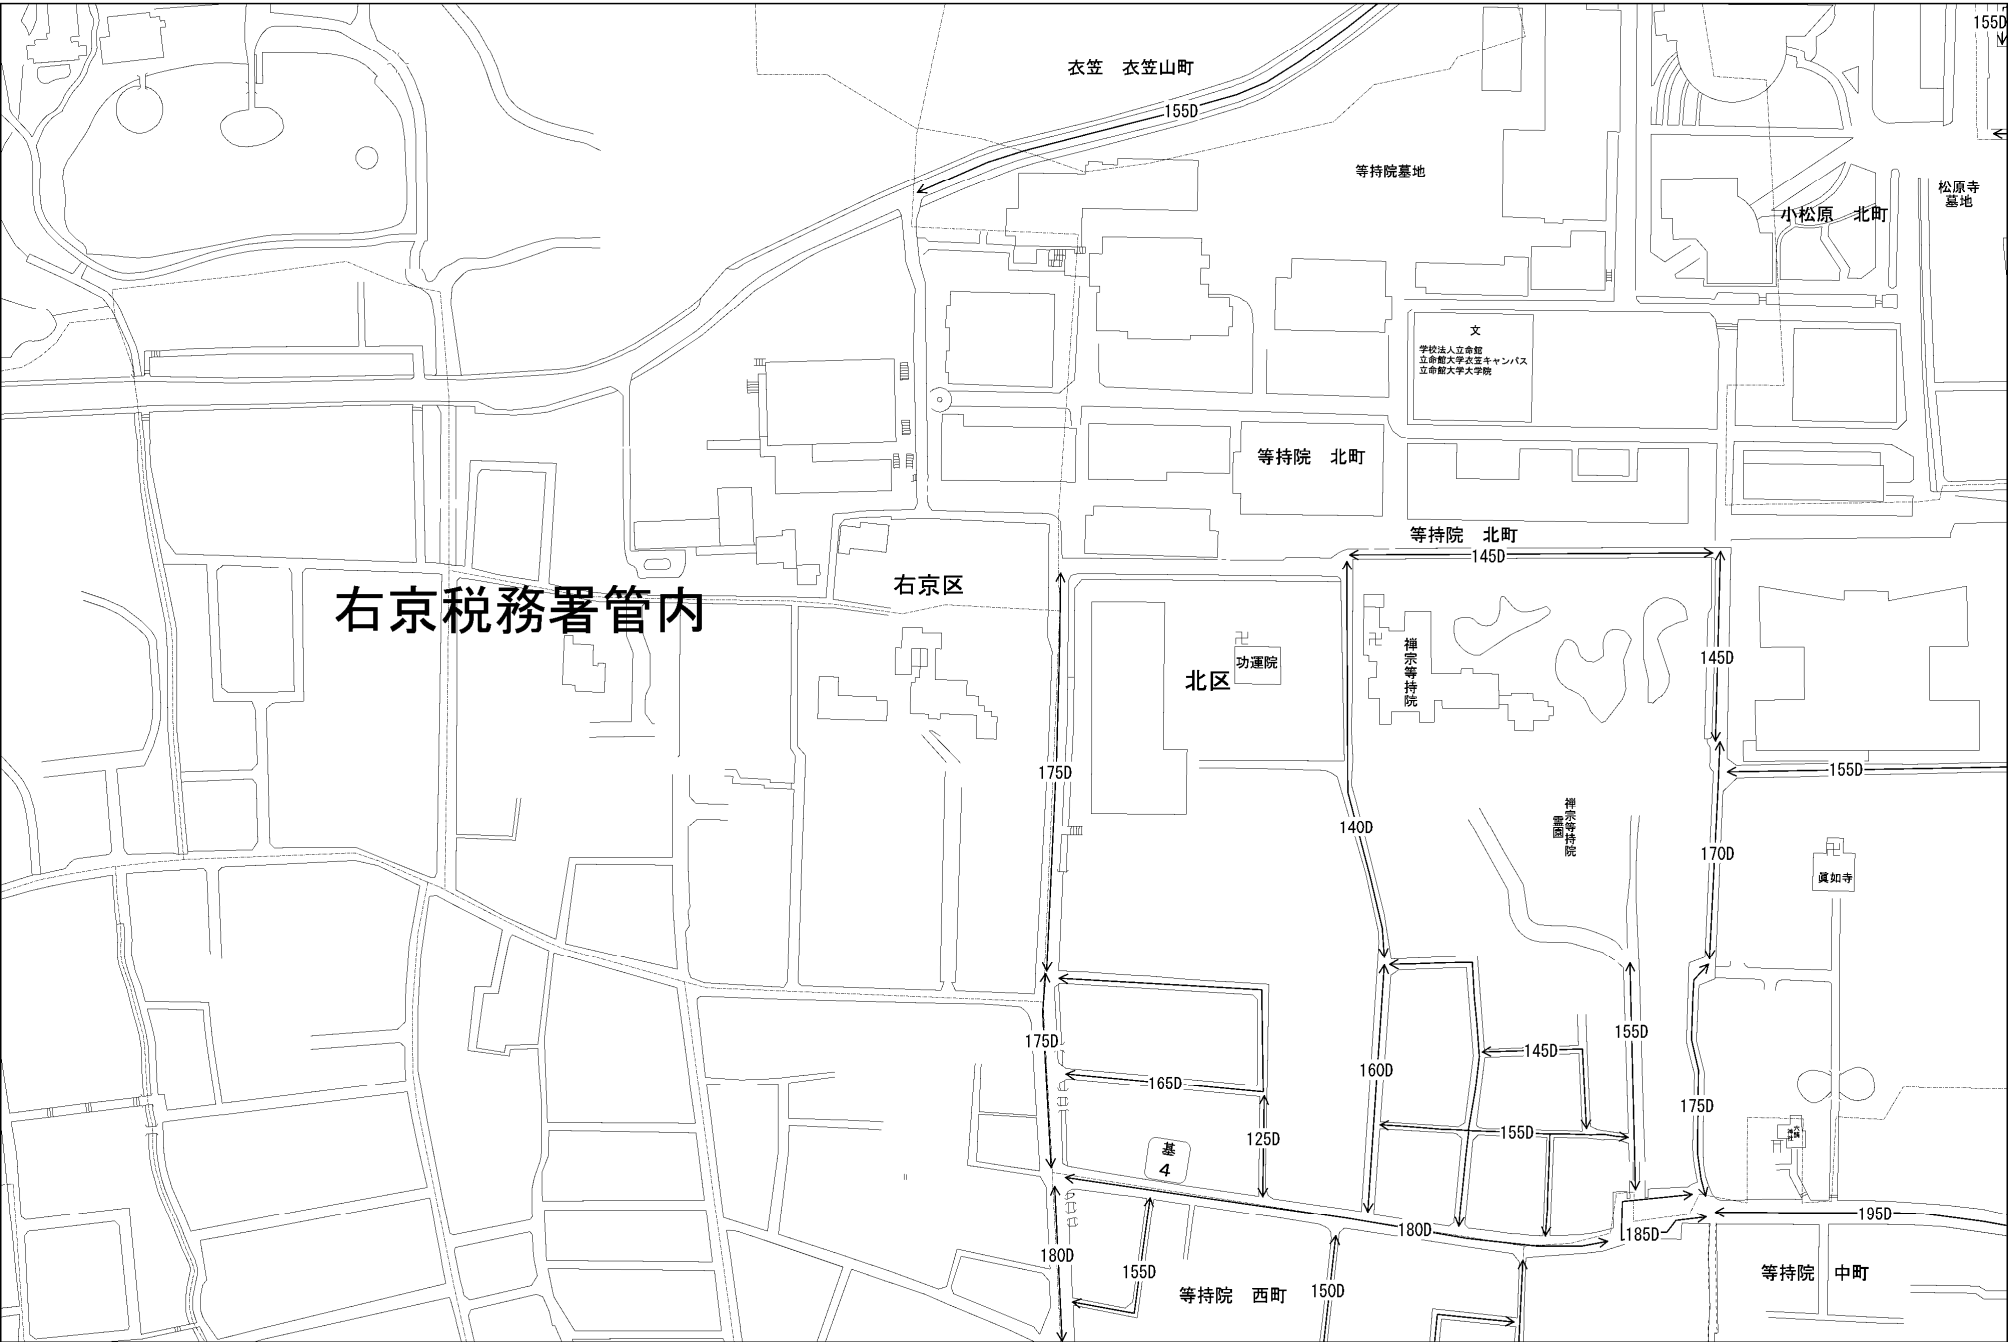 155D
衣笠　衣笠山町
155D
等持院墓地
松原寺
墓地
小松原　北町
文
学校法人立命館
立命館大学衣笠キャンパス
立命館大学大学院
等持院　北町
等持院　北町
145D
右京区
右京税務署管内
功運院
禅宗等持院
145D
北区
175D
155D
140D
禅宗等持院
霊園
170D
眞如寺
175D
155D
145D
160D
165D
175D
155D
125D
基
4
195D
180D
185D
180D
155D
150D
等持院　西町
等持院　中町